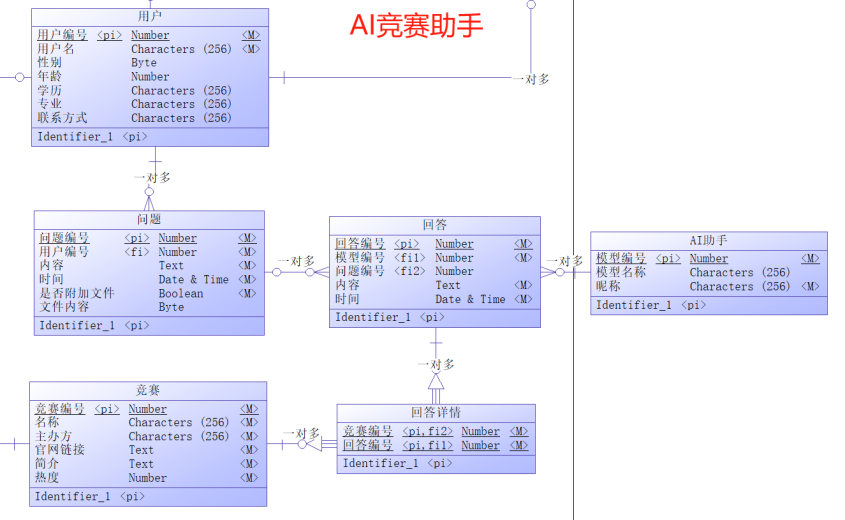 AI竞赛助手
用户
用户编号 <pi> Number <M>
用户名 Characters (256) <M>
性别 Byte
年龄 Number
学历 Characters (256)
专业 Characters (256)
联系方式 Characters (256)
Identifier_1 <pi>
一对多
一对多
问题
问题编号 <pi> Number <M>
用户编号 <fi> Number <M>
内容 Text <M>
时间 Date & Time <M>
是否附加文件 Boolean <M>
文件内容 Byte
Identifier_1 <pi>
一对多
回答
回答编号 <pi> Number <M>
模型编号 <fi1> Number <M>
问题编号 <fi2> Number
内容 Text <M>
时间 Date & Time <M>
Identifier_1 <pi>
一对多
AI助手
模型编号 <pi> Number <M>
模型名称 Characters (256)
昵称 Characters (256) <M>
Identifier_1 <pi>
一对多
竞赛
竞赛编号 <pi> Number <M>
名称 Characters (256) <M>
主办方 Characters (256) <M>
官网链接 Text <M>
简介 Text <M>
热度 Number <M>
Identifier_1 <pi>
一对多
回答详情
竞赛编号 <pi,fi2> Number <M>
回答编号 <pi,fi1> Number <M>
Identifier_1 <pi>